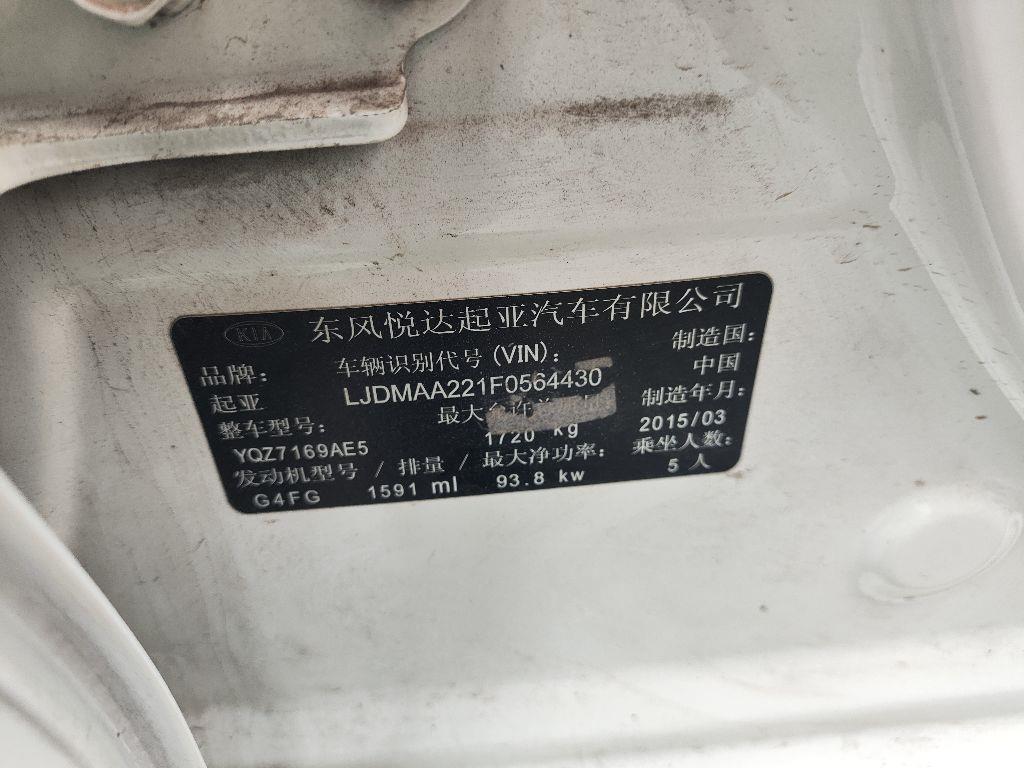 KIA 东风悦达起亚汽车有限公司
车辆识别代号(VIN): 制造国:
品牌: LJDMAA221F0564430 中国
起亚 最大允许总 制造年月:
整车型号: 1720 kg 2015/03
YQZ7169AE5 乘坐人数:
发动机型号 / 排量 / 最大净功率: 5 人
G4FG 1591 ml 93.8 kw